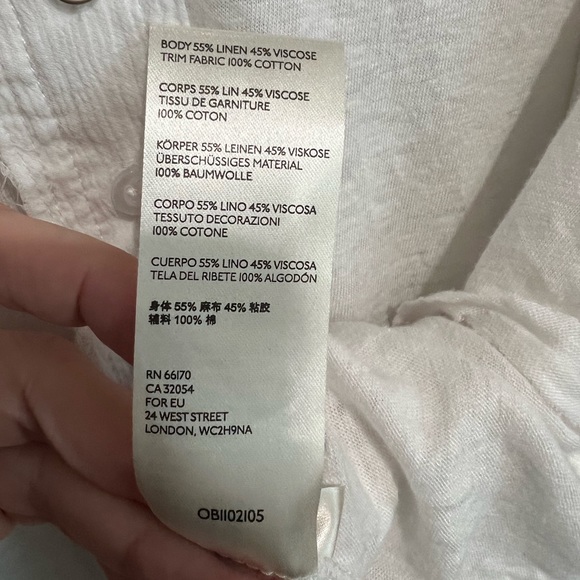 BODY 55% LINEN 45% VISCOSE
TRIM FABRIC 100% COTTON
CORPS 55% LIN 45% VISCOSE
TISSU DE GARNITURE
100% COTON
KÖRPER 55% LEINEN 45% VISKOSE
ÜBERSCHÜSSIGES MATERIAL
100% BAUMWOLLE
CORPO 55% LINO 45% VISCOSA
TESSUTO DECORAZIONI
100% COTONE
CUERPO 55% LINO 45% VISCOSA
TELA DEL RIBETE 100% ALGODÓN
身体 55% 麻布 45% 粘胶
辅料 100% 棉
RN 66170
CA 32054
FOR EU
24 WEST STREET
LONDON, WC2H9NA
OB1102105